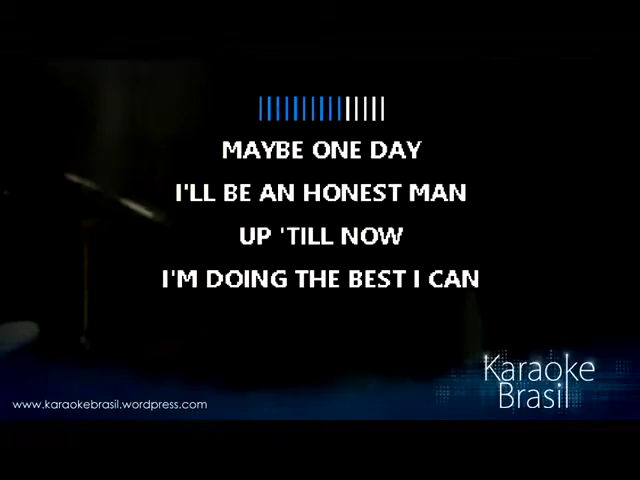 MAYBE ONE DAY
I'LL BE AN HONEST MAN
UP 'TILL NOW
I'M DOING THE BEST I CAN
Karaoke
Brasil
www.karaokebrasil.wordpress.com